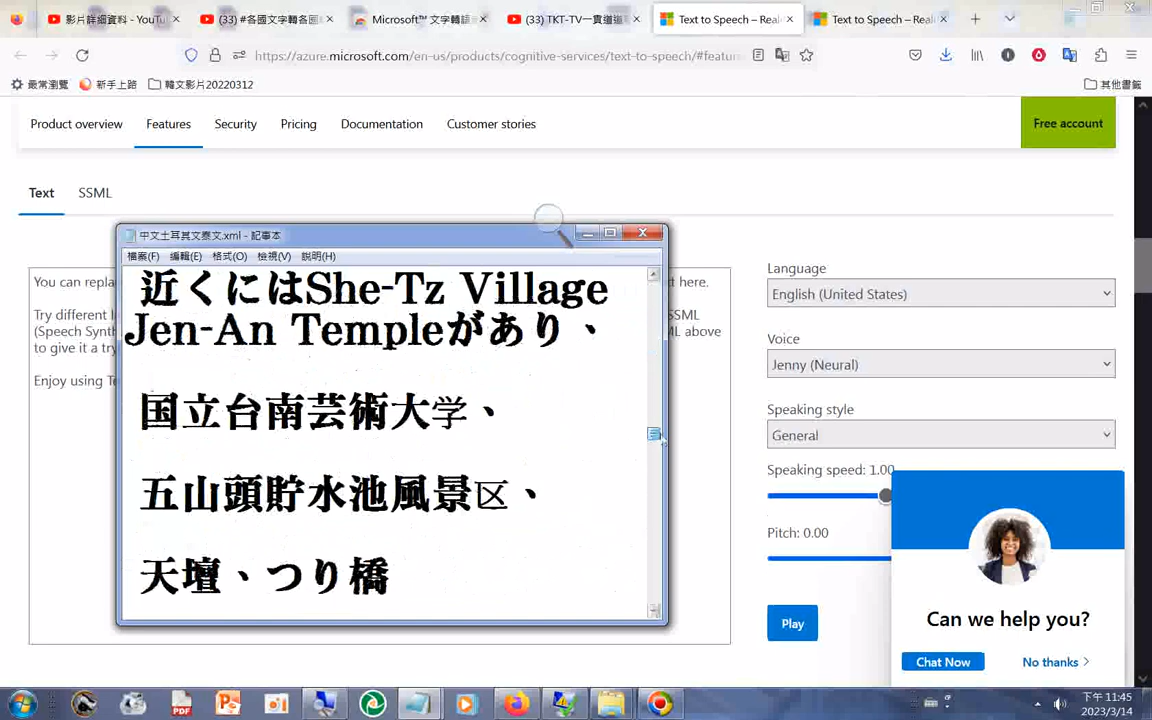 影片詳細資料 - YouTu
(33) #各國文字轉各國
Microsoft™ 文字轉語
(33) TKT-TV一貫道
Text to Speech – Real
Text to Speech – Real
https://azure.microsoft.com/en-us/products/cognitive-services/text-to-speech/#featur
最常瀏覽
新手上路
韓文影片20220312
其他書籤
Product overview
Features
Security
Pricing
Documentation
Customer stories
Free account
Text
SSML
中文土耳其文泰文.xml - 記事本
檔案(F) 編輯(E) 格式(O) 檢視(V) 說明(H)
You can repla
t here.
Try different l
SSML
(Speech Synth
ML above
to give it a try
Enjoy using Te
近くにはShe-Tz Village
Jen-An Templeがあり、
国立台南芸術大学、
五山頭貯水池風景区、
天壇、つり橋
Language
English (United States)
Voice
Jenny (Neural)
Speaking style
General
Speaking speed: 1.00
Pitch: 0.00
Play
Can we help you?
Chat Now
No thanks
PDF
下午 11:45
2023/3/14